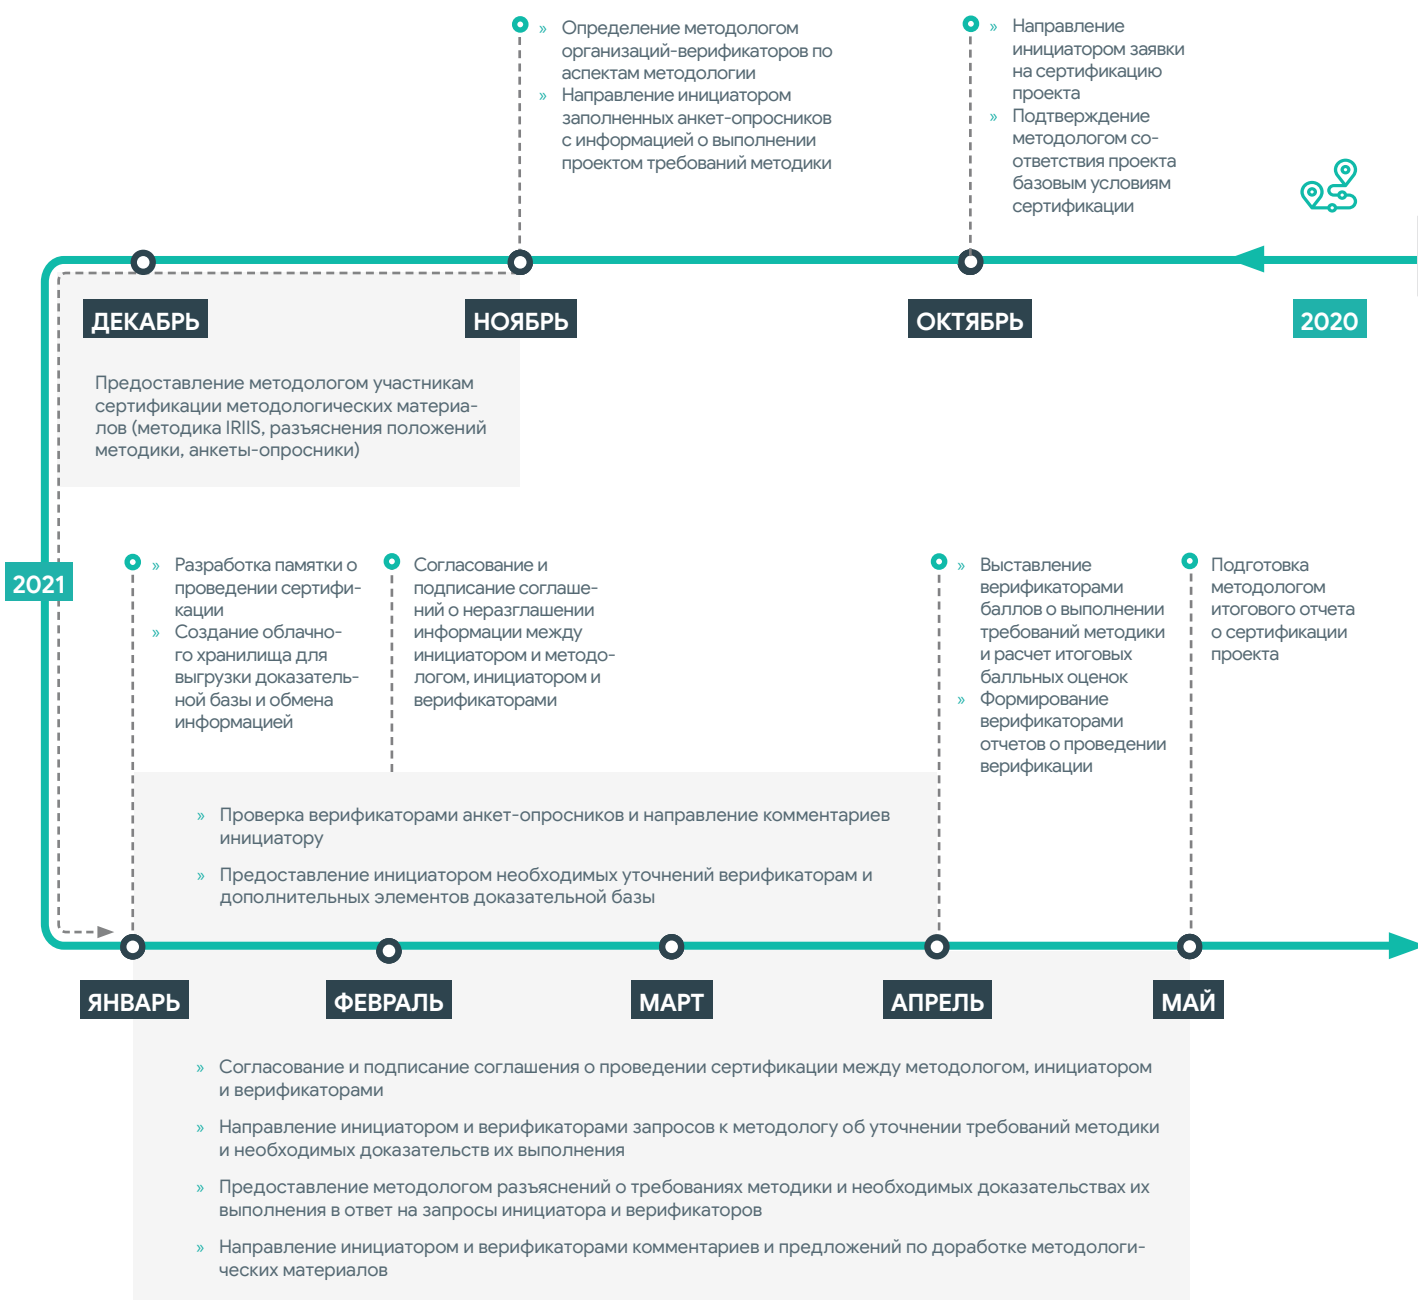 » Определение методологом
организаций-верификаторов по
аспектам методологии
» Направление инициатором
заполненных анкет-опросников
с информацией о выполнении
проектом требований методики
» Направление
инициатором заявки
на сертификацию
проекта
» Подтверждение
методологом со-
ответствия проекта
базовым условиям
сертификации
ДЕКАБРЬ
НОЯБРЬ
ОКТЯБРЬ
2020
Предоставление методологом участникам
сертификации методологических материа-
лов (методика IRIIS, разъяснения положений
методики, анкеты-опросники)
2021
» Разработка памятки о
проведении сертифи-
кации
» Создание облачно-
го хранилища для
выгрузки доказатель-
ной базы и обмена
информацией
Согласование и
подписание соглаше-
ний о неразглашении
информации между
инициатором и методо-
логом, инициатором и
верификаторами
» Выставление
верификаторами
баллов о выполнении
требований методики
и расчет итоговых
балльных оценок
» Формирование
верификаторами
отчетов о проведении
верификации
Подготовка
методологом
итогового отчета
о сертификации
проекта
» Проверка верификаторами анкет-опросников и направление комментариев
инициатору
» Предоставление инициатором необходимых уточнений верификаторам и
дополнительных элементов доказательной базы
ЯНВАРЬ
ФЕВРАЛЬ
МАРТ
АПРЕЛЬ
МАЙ
» Согласование и подписание соглашения о проведении сертификации между методологом, инициатором
и верификаторами
» Направление инициатором и верификаторами запросов к методологу об уточнении требований методики
и необходимых доказательств их выполнения
» Предоставление методологом разъяснений о требованиях методики и необходимых доказательствах их
выполнения в ответ на запросы инициатора и верификаторов
» Направление инициатором и верификаторами комментариев и предложений по доработке методологи-
ческих материалов